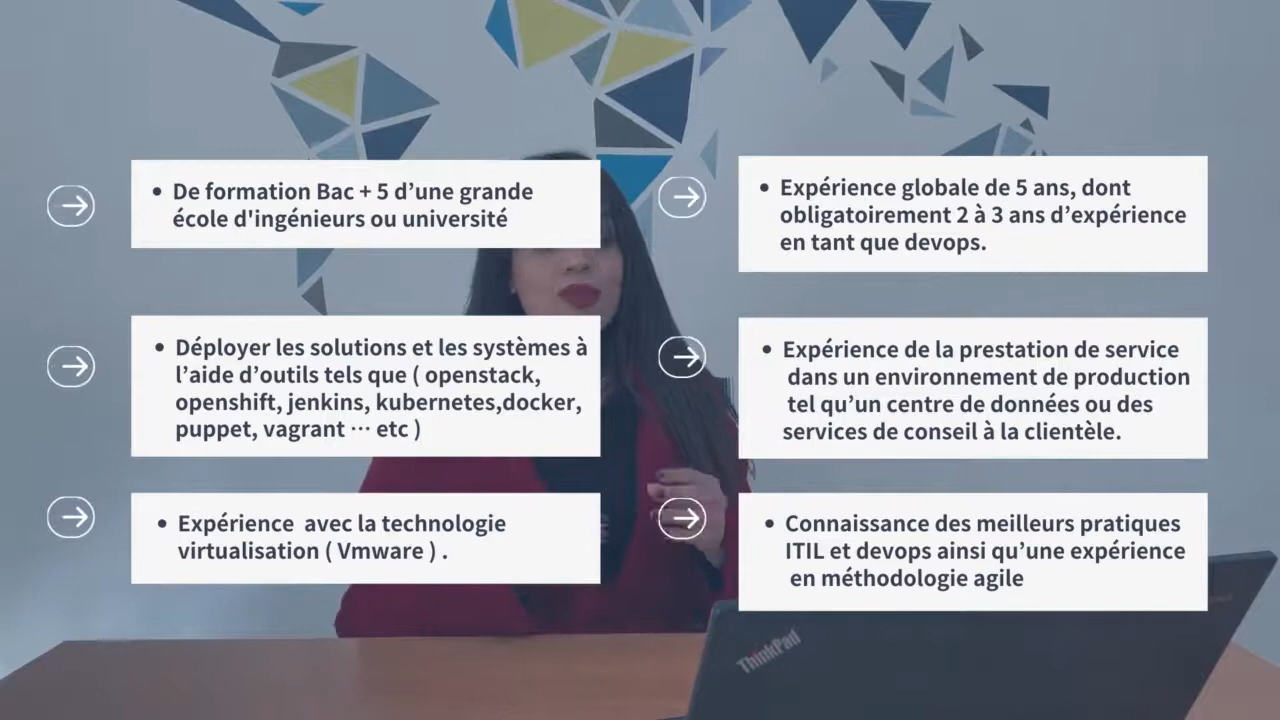 • De formation Bac + 5 d’une grande
école d'ingénieurs ou université
• Expérience globale de 5 ans, dont
obligatoirement 2 à 3 ans d’expérience
en tant que devops.
• Déployer les solutions et les systèmes à
l’aide d’outils tels que ( openstack,
openshift, jenkins, kubernetes,docker,
puppet, vagrant ··· etc )
• Expérience de la prestation de service
dans un environnement de production
tel qu’un centre de données ou des
services de conseil à la clientèle.
• Expérience  avec la technologie
virtualisation ( Vmware ) .
• Connaissance des meilleurs pratiques
ITIL et devops ainsi qu’une expérience
en méthodologie agile
ThinkPad